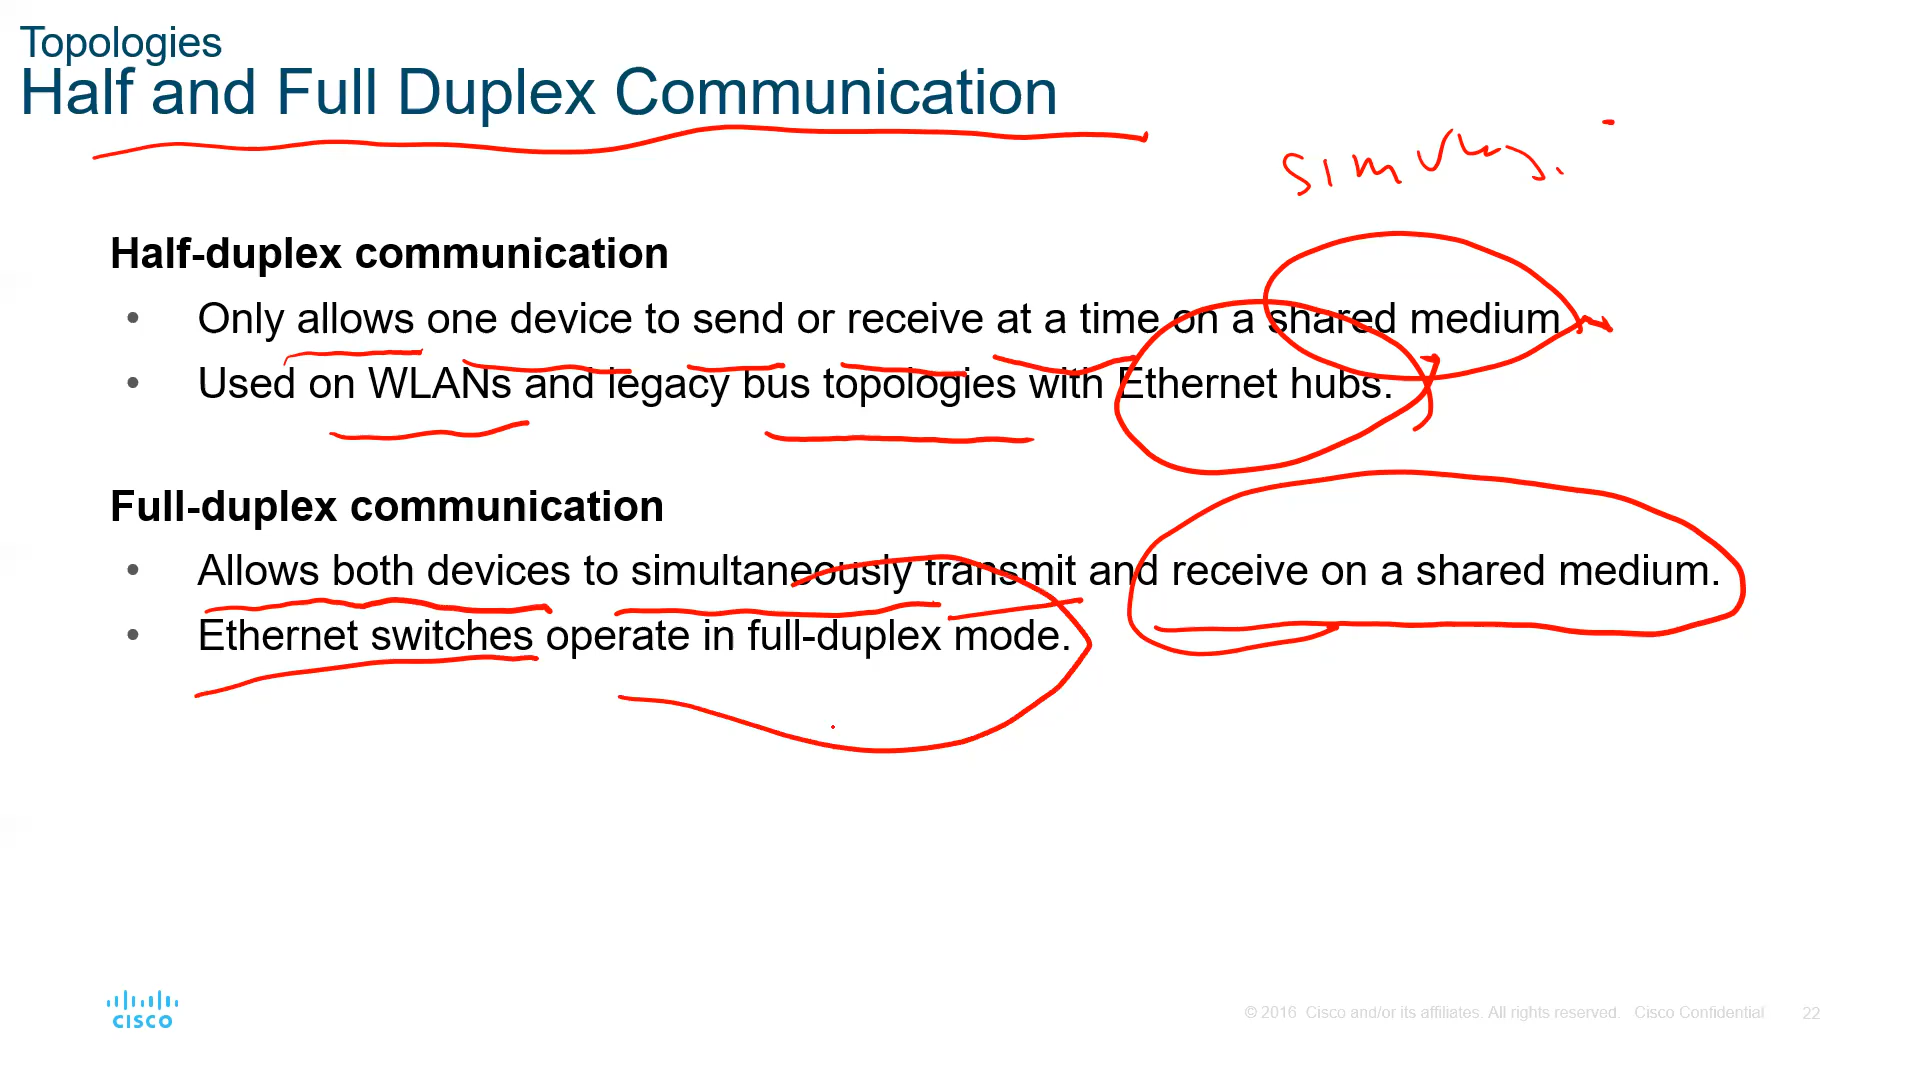 Topologies
Half and Full Duplex Communication
Half-duplex communication
• Only allows one device to send or receive at a time on a shared medium
• Used on WLANs and legacy bus topologies with Ethernet hubs.
Full-duplex communication
• Allows both devices to simultaneously transmit and receive on a shared medium.
• Ethernet switches operate in full-duplex mode.
CISCO
© 2016 Cisco and/or its affiliates. All rights reserved. Cisco Confidential 22